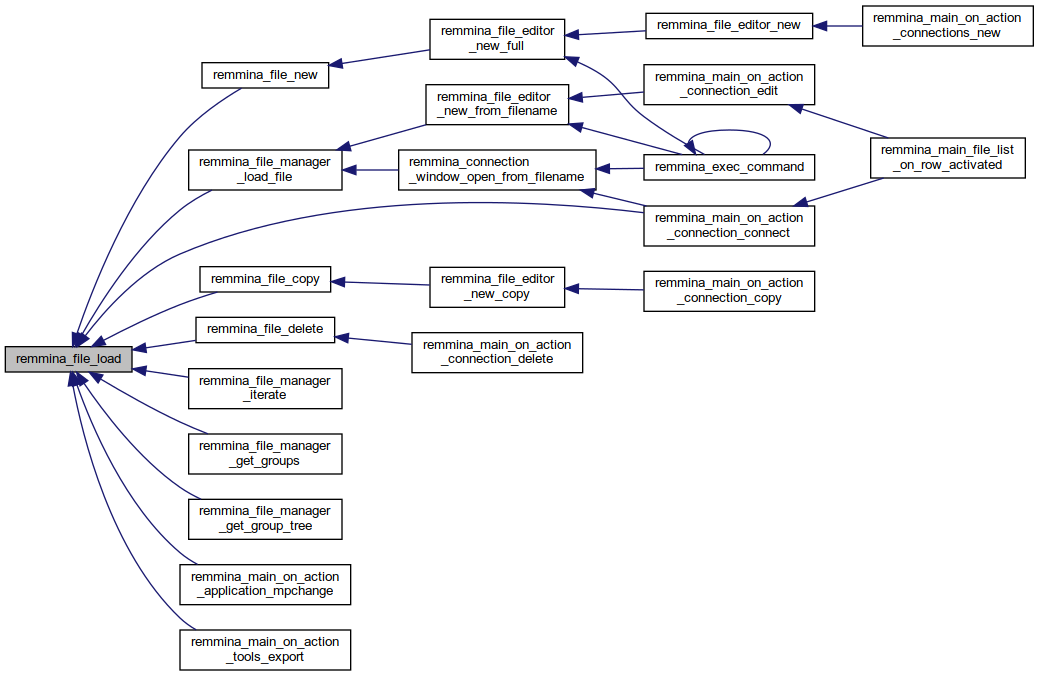 remmina_file_load
remmina_file_new
remmina_file_editor
_new_full
remmina_file_editor_new
remmina_main_on_action
_connections_new
remmina_file_manager
_load_file
remmina_file_editor
_new_from_filename
remmina_main_on_action
_connection_edit
remmina_connection
_window_open_from_filename
remmina_exec_command
remmina_main_file_list
_on_row_activated
remmina_main_on_action
_connection_connect
remmina_file_copy
remmina_file_editor
_new_copy
remmina_main_on_action
_connection_copy
remmina_file_delete
remmina_main_on_action
_connection_delete
remmina_file_manager
_iterate
remmina_file_manager
_get_groups
remmina_file_manager
_get_group_tree
remmina_main_on_action
_application_mpchange
remmina_main_on_action
_tools_export